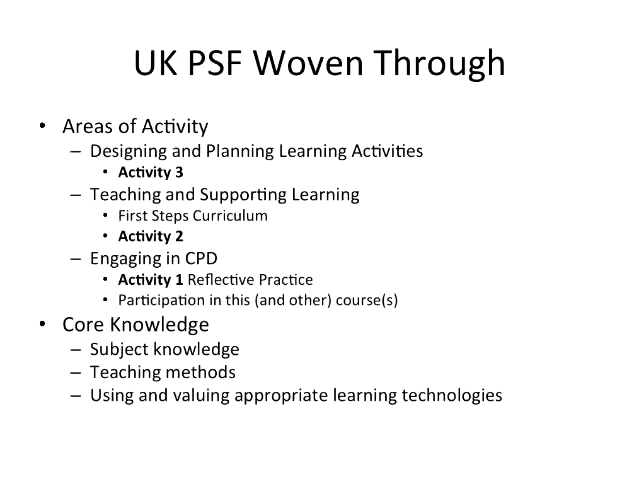 UK PSF Woven Through
• Areas of Activity
– Designing and Planning Learning Activities
• Activity 3
– Teaching and Supporting Learning
• First Steps Curriculum
• Activity 2
– Engaging in CPD
• Activity 1 Reflective Practice
• Participation in this (and other) course(s)
• Core Knowledge
– Subject knowledge
– Teaching methods
– Using and valuing appropriate learning technologies